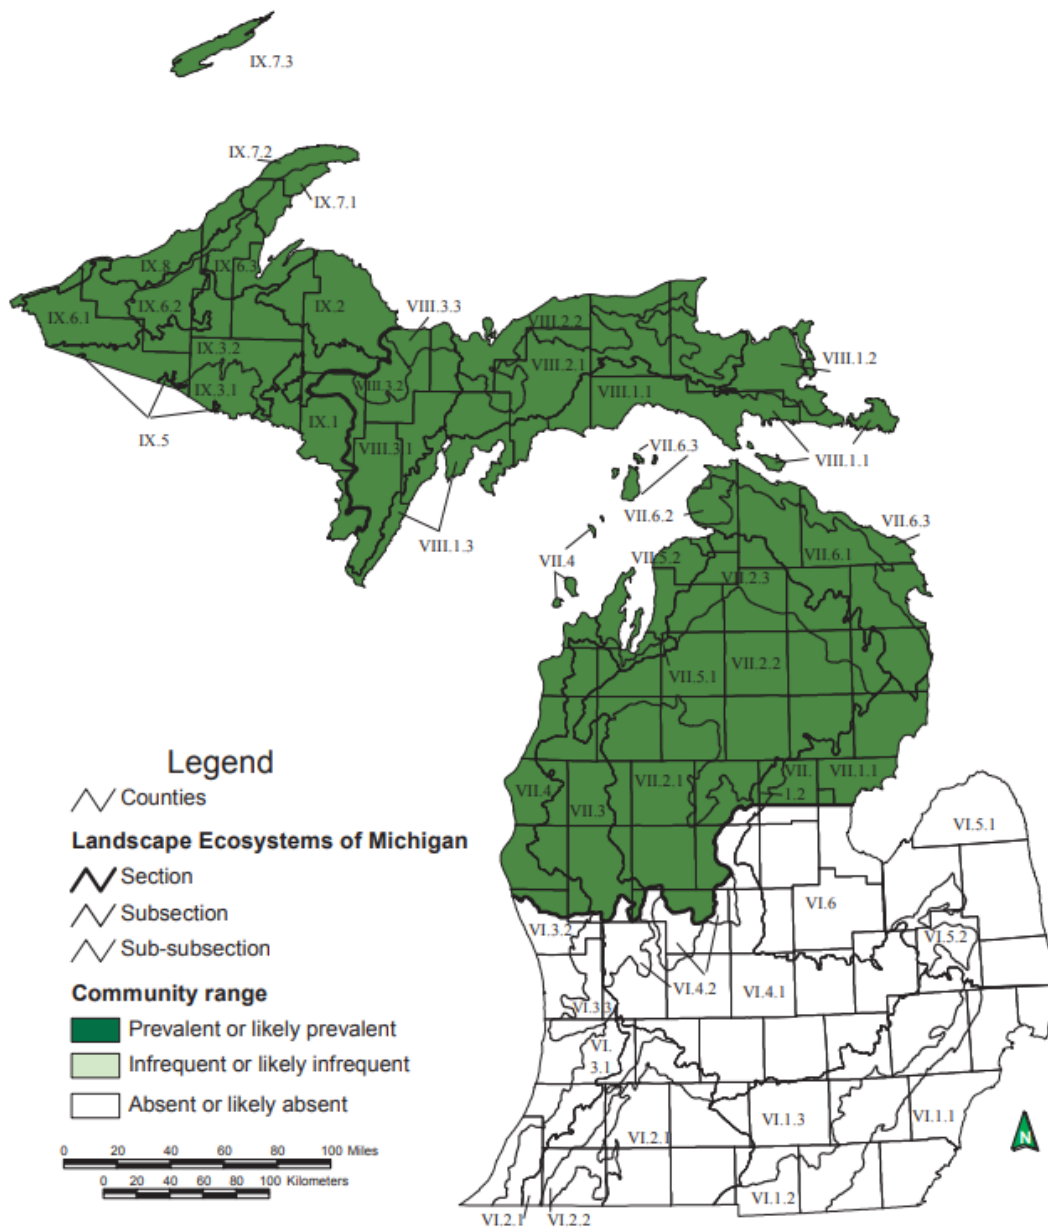 IX.7.3
IX.7.2
IX.7.1
IX.8
IX.6.3
IX.2
VIII.3.3
IX.6.1
IX.6.2
VIII.2.2
VIII.1.2
IX.3.2
VIII.2.1
IX.3.1
VIII.3.2
VIII.1.1
IX.5
IX.1
VIII.3.1
VII.6.3
VIII.1.1
VII.6.2
VII.6.3
VIII.1.3
VII.4
VII.5.2
VII.6.1
VII.2.3
VII.5.1
VII.2.2
VII.4
VII.3
VII.2.1
VII.
1.2
VII.1.1
VI.5.1
VI.6
VI.3.2
VI.5.2
VI.4.2
VI.4.1
VI.3.3
VI.
3.1
VI.2.1
VI.1.3
VI.1.1
VI.1.2
VI.2.1
VI.2.2
N
Legend
Counties
Landscape Ecosystems of Michigan
Section
Subsection
Sub-subsection
Community range
Prevalent or likely prevalent
Infrequent or likely infrequent
Absent or likely absent
0 20 40 60 80 100 Miles
0 20 40 60 80 100 Kilometers